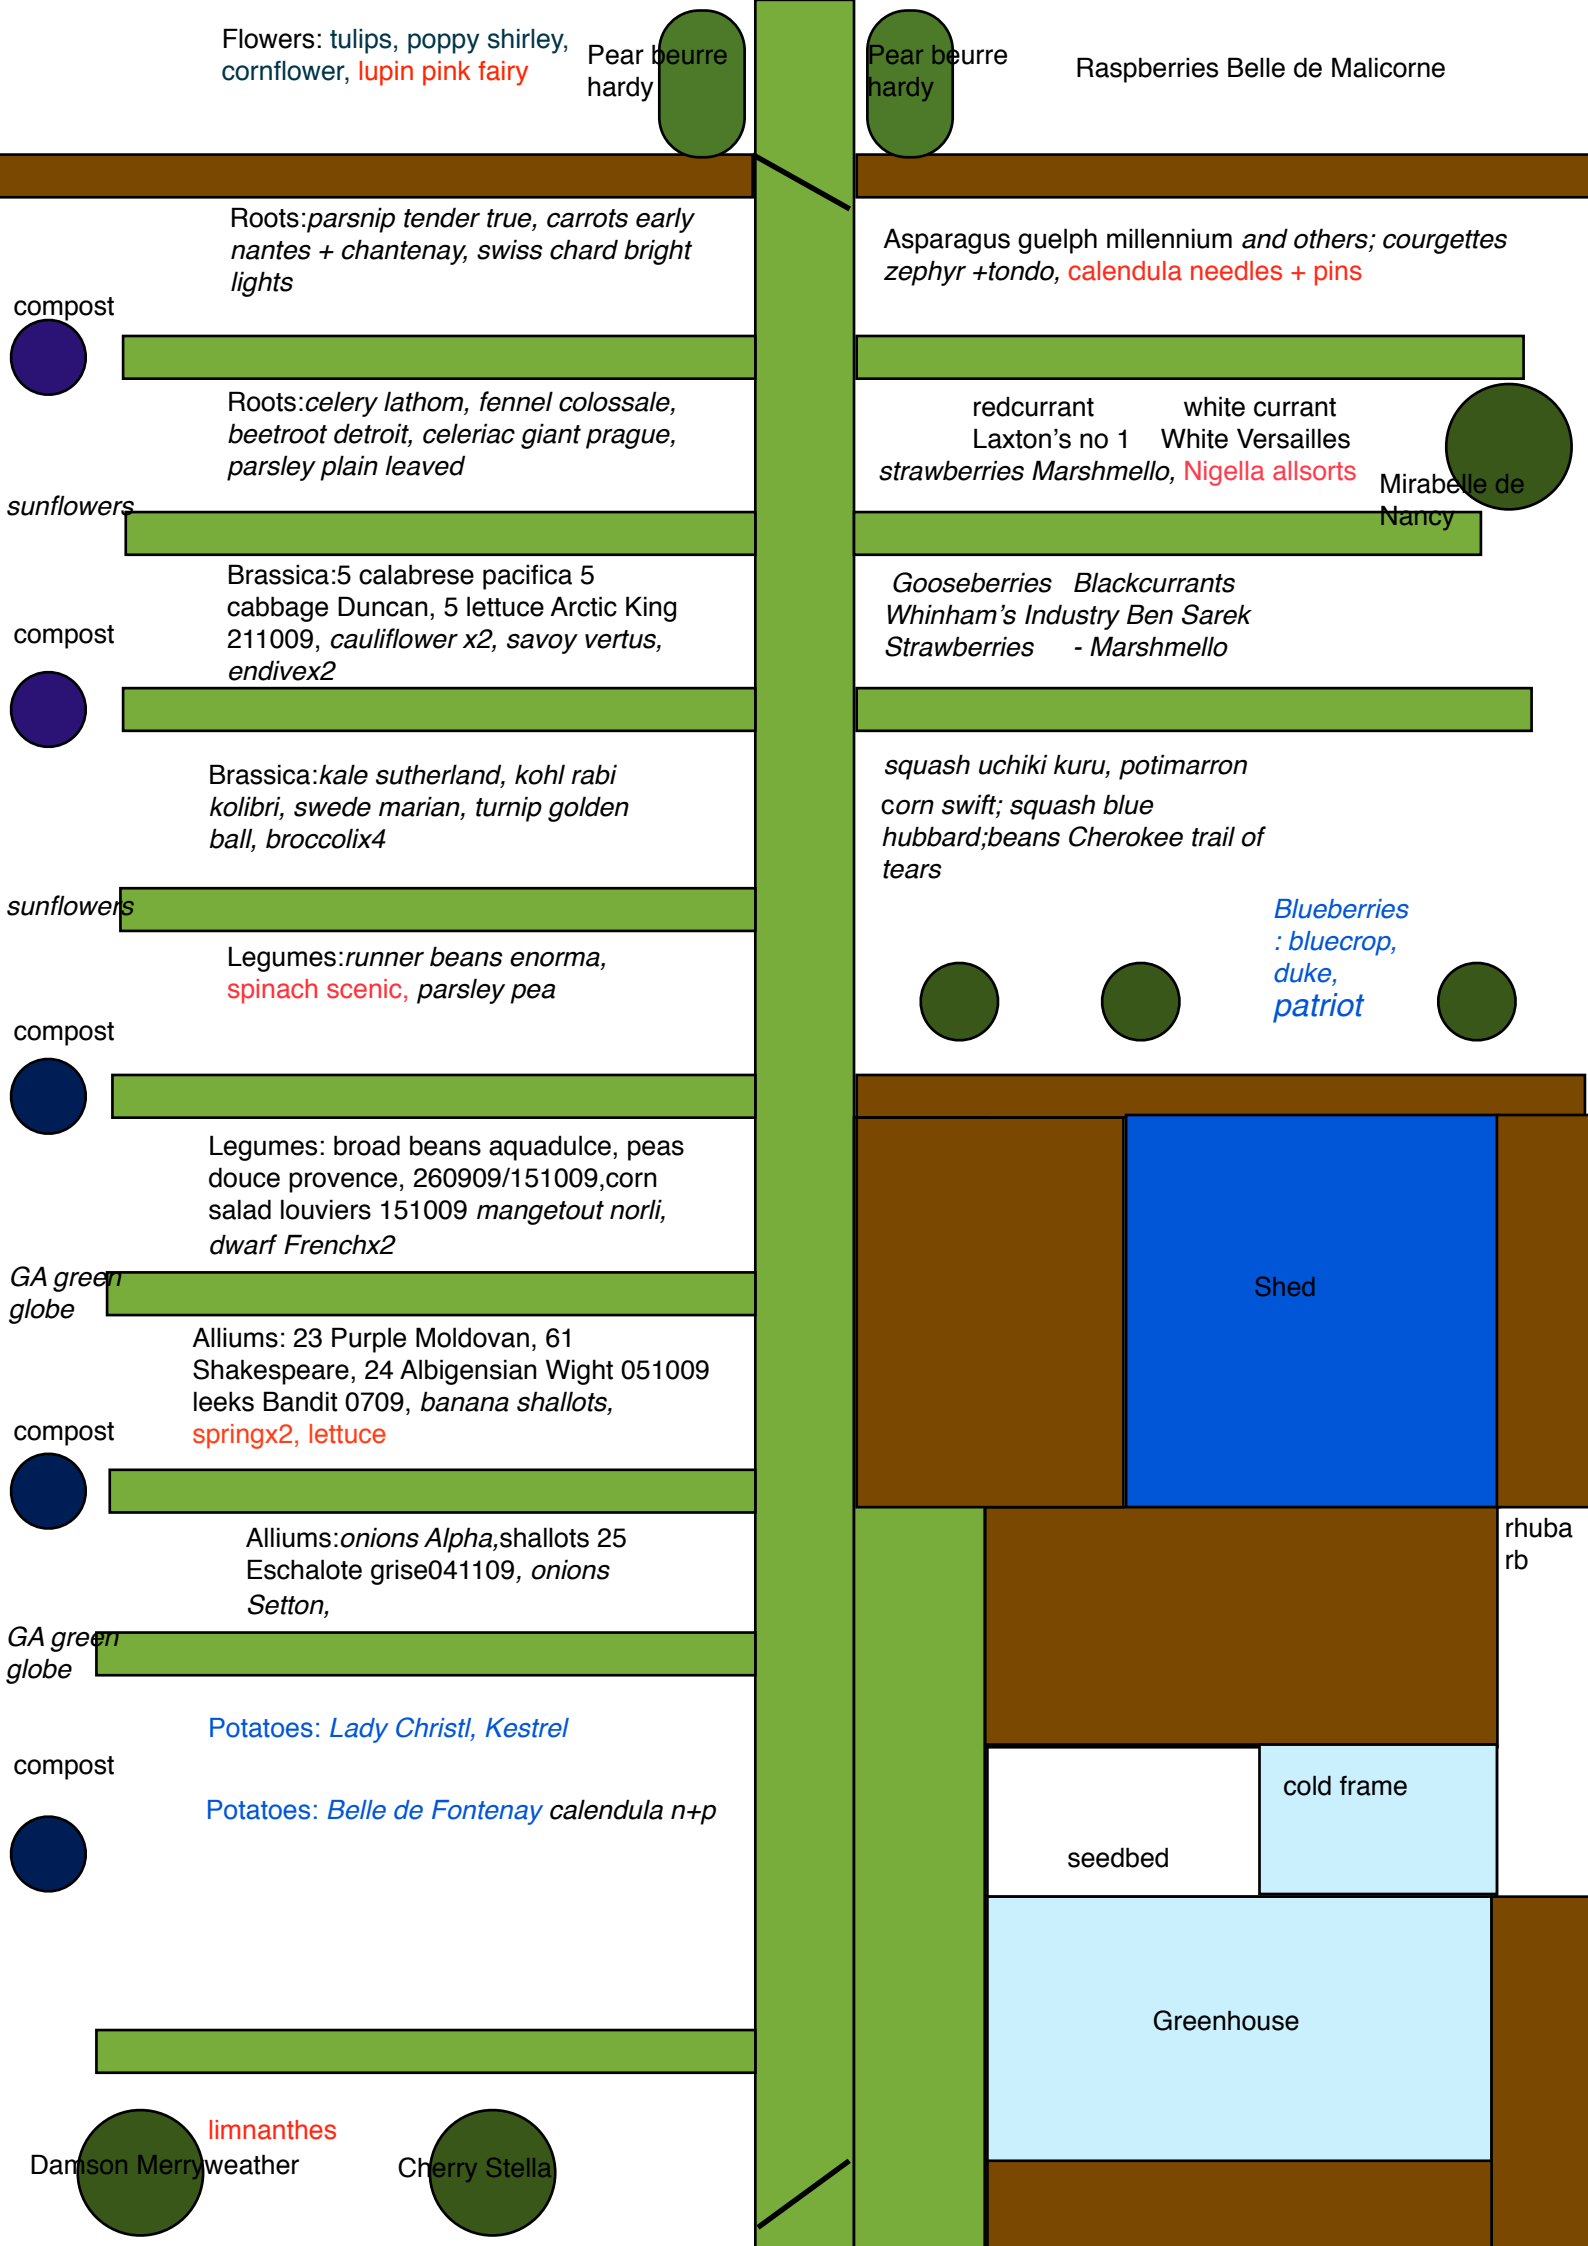 Flowers: tulips, poppy shirley,
cornflower, lupin pink fairy
Pear beurre
hardy
Pear beurre
hardy
Raspberries Belle de Malicorne
Roots:parsnip tender true, carrots early
nantes + chantenay, swiss chard bright
lights
Asparagus guelph millennium and others; courgettes
zephyr +tondo, calendula needles + pins
compost
Roots:celery lathom, fennel colossale,
beetroot detroit, celeriac giant prague,
parsley plain leaved
redcurrant white currant
Laxton's no 1 White Versailles
strawberries Marshmello, Nigella allsorts
Mirabelle de
Nancy
sunflowers
Brassica:5 calabrese pacifica 5
cabbage Duncan, 5 lettuce Arctic King
211009, cauliflower x2, savoy vertus,
endivex2
Gooseberries Blackcurrants
Whinham's Industry Ben Sarek
Strawberries - Marshmello
compost
Brassica:kale sutherland, kohl rabi
kolibri, swede marian, turnip golden
ball, broccolix4
squash uchiki kuru, potimarron
corn swift; squash blue
hubbard;beans Cherokee trail of
tears
sunflowers
Blueberries
: bluecrop,
duke,
patriot
Legumes:runner beans enorma,
spinach scenic, parsley pea
compost
Legumes: broad beans aquadulce, peas
douce provence, 260909/151009,corn
salad louviers 151009 mangetout norli,
dwarf Frenchx2
Shed
GA green
globe
Alliums: 23 Purple Moldovan, 61
Shakespeare, 24 Albigensian Wight 051009
leeks Bandit 0709, banana shallots,
springx2, lettuce
compost
Alliums:onions Alpha,shallots 25
Eschalote grise041109, onions
Setton,
rhuba
rb
GA green
globe
Potatoes: Lady Christl, Kestrel
compost
cold frame
Potatoes: Belle de Fontenay calendula n+p
seedbed
Greenhouse
limnanthes
Damson Merryweather
Cherry Stella